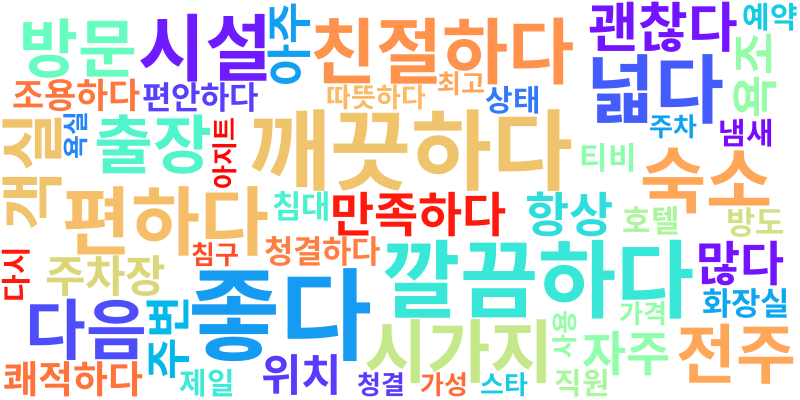 방문
시설
아주
친절하다
괜찮다
예약
조용하다
편안하다
따뜻하다
최고
상태
넓다
욕조
객실
욕실
출장
아지트
깨끗하다
주차
냄새
티비
숙소
편하다
침대
만족하다
항상
호텔
방도
다시
주차장
침구
청결하다
깔끔하다
많다
화장실
다음
주변
좋다
시가지
사용
가격
자주
전주
쾌적하다
제일
위치
청결
가성
스타
직원